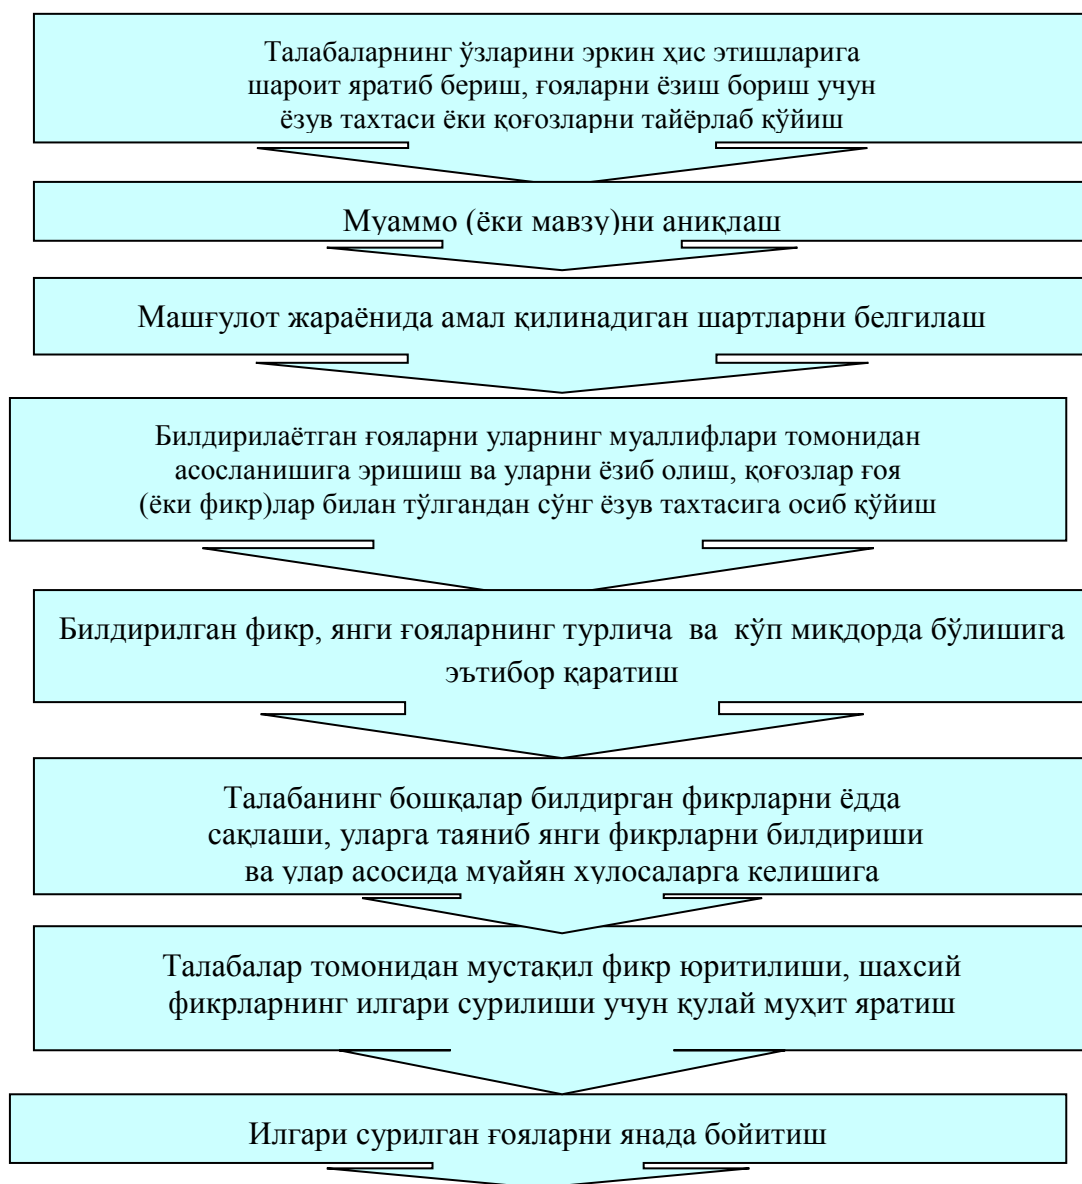 Талабаларнинг ўзларини эркин ҳис этишларига
шароит яратиб бериш, ғояларни ёзиш бориш учун
ёзув тахтаси ёки қоғозларни тайёрлаб қўйиш
Муаммо (ёки мавзу)ни аниқлаш
Машғулот жараёнида амал қилинадиган шартларни белгилаш
Билдирилаётган ғояларни уларнинг муаллифлари томонидан
асосланишига эришиш ва уларни ёзиб олиш, қоғозлар ғоя
(ёки фикр)лар билан тўлгандан сўнг ёзув тахтасига осиб қўйиш
Билдирилган фикр, янги ғояларнинг турлича ва кўп миқдорда бўлишига
эътибор қаратиш
Талабанинг бошқалар билдирган фикрларни ёдда
сақлаши, уларга таяниб янги фикрларни билдириши
ва улар асосида муайян хулосаларга келишига
Талабалар томонидан мустақил фикр юритилиши, шахсий
фикрларнинг илгари сурилиши учун қулай муҳит яратиш
Илгари сурилган ғояларни янада бойитиш